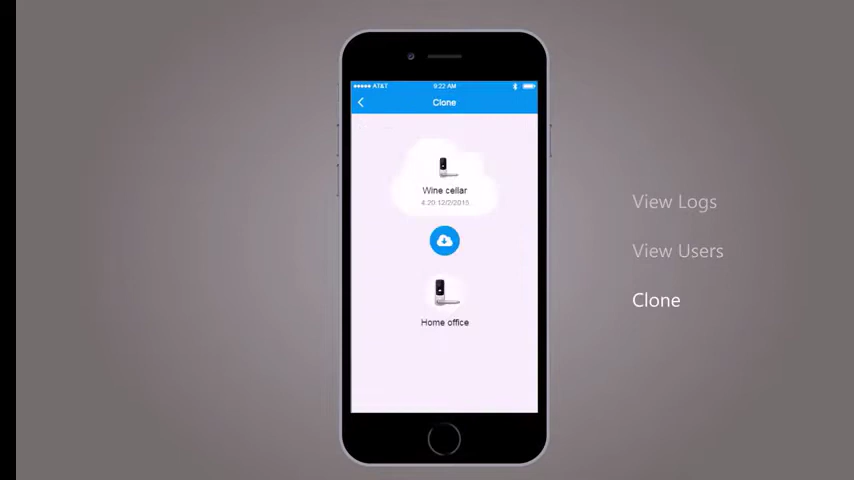 AT&T 9:22 AM
Clone
Wine cellar
4:20 12/2/2015
Home office
View Logs
View Users
Clone